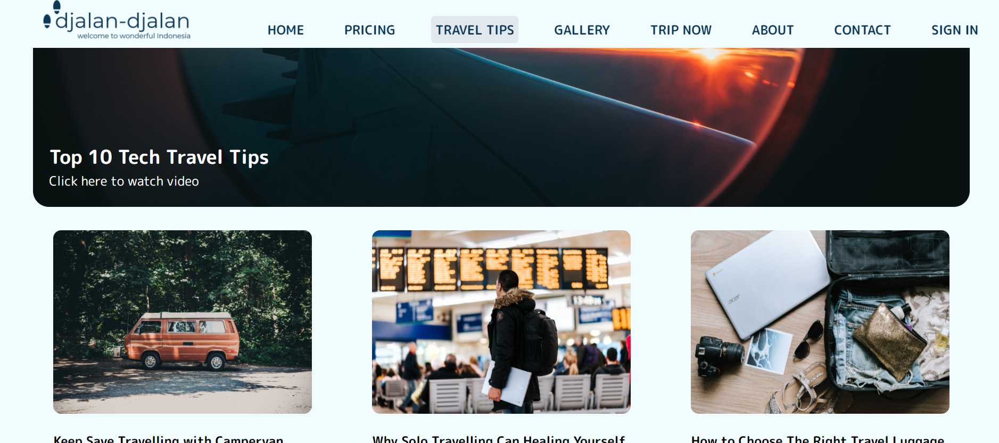 djalan-djalan
welcome to wonderful Indonesia
HOME PRICING TRAVEL TIPS GALLERY TRIP NOW ABOUT CONTACT SIGN IN
Top 10 Tech Travel Tips
Click here to watch video
acer
Keep Save Travelling with Campervan
Why Solo Travelling Can Healing Yourself
How to Choose The Right Travel Luggage